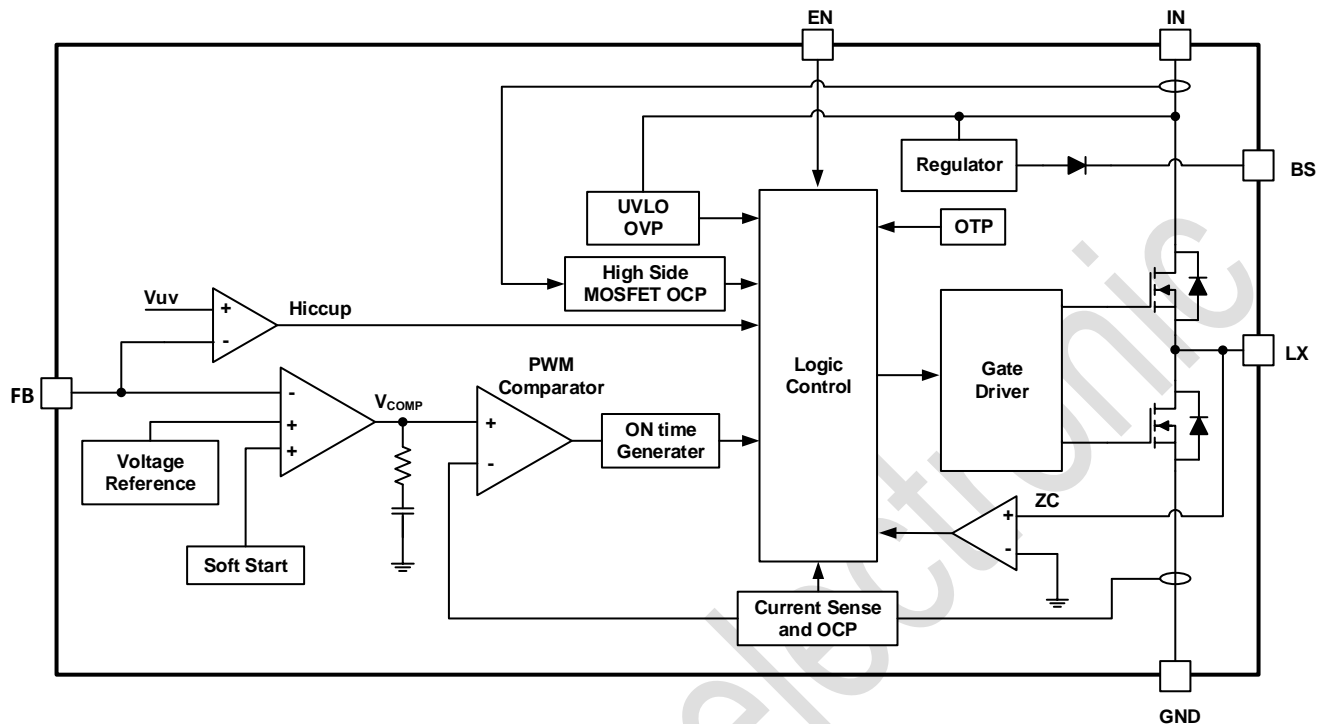 EN
IN
Regulator
BS
UVLO
OVP
OTP
High Side
MOSFET OCP
Vuv
+
-
Hiccup
Logic
Control
Gate
Driver
LX
FB
PWM
Comparator
-
+
+
VCOMP
+
-
ON time
Generater
Voltage
Reference
Soft Start
ZC
+
-
Current Sense
and OCP
GND
electronic